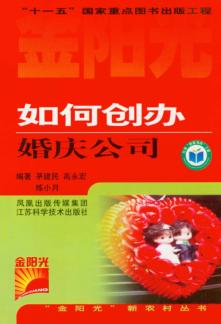 "十一五"国家重点图书出版工程
金阳光
如何创办
婚庆公司
编著 茅建民 高永宏
练小月
凤凰出版传媒集团
江苏科学技术出版社
金阳光
"金阳光"新农村丛书